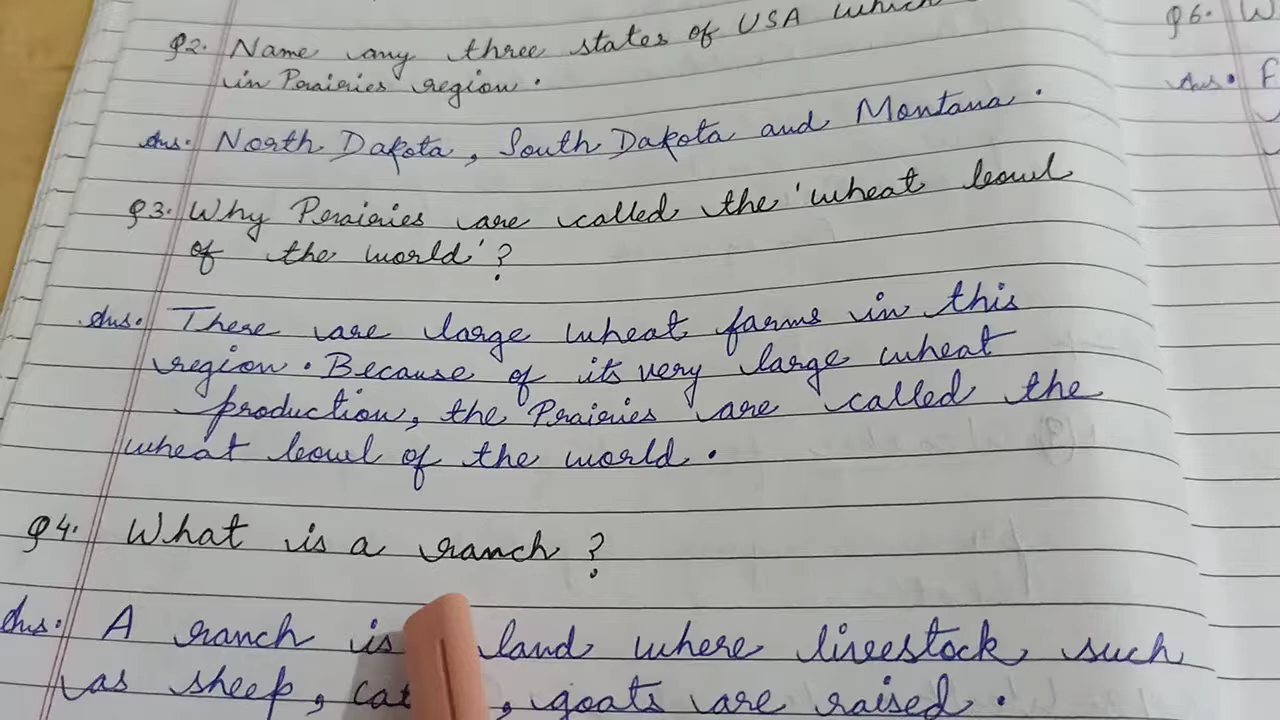 Q2. Name any three states of USA which
in Prairies region.
Ans. North Dakota, South Dakota and Montana.
Q3. Why Prairies are called the 'wheat bowl
of the world'?
Ans. There are large wheat farms in this
region. Because of its very large wheat
production, the Prairies are called the
wheat bowl of the world.
Q4. What is a ranch?
Ans. A ranch is land where livestock, such
as sheep, , goats are raised.
Q6.
Ans.